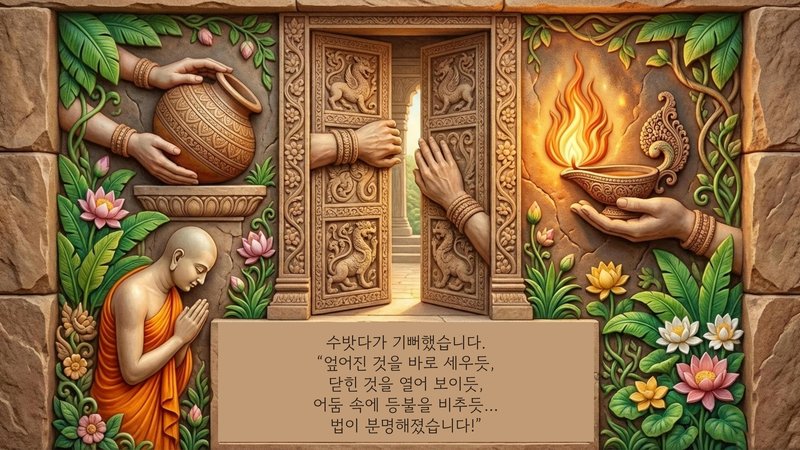 수밧다가 기뻐했습니다.
“엎어진 것을 바로 세우듯,
닫힌 것을 열어 보이듯,
어둠 속에 등불을 비추듯...
법이 분명해졌습니다!”